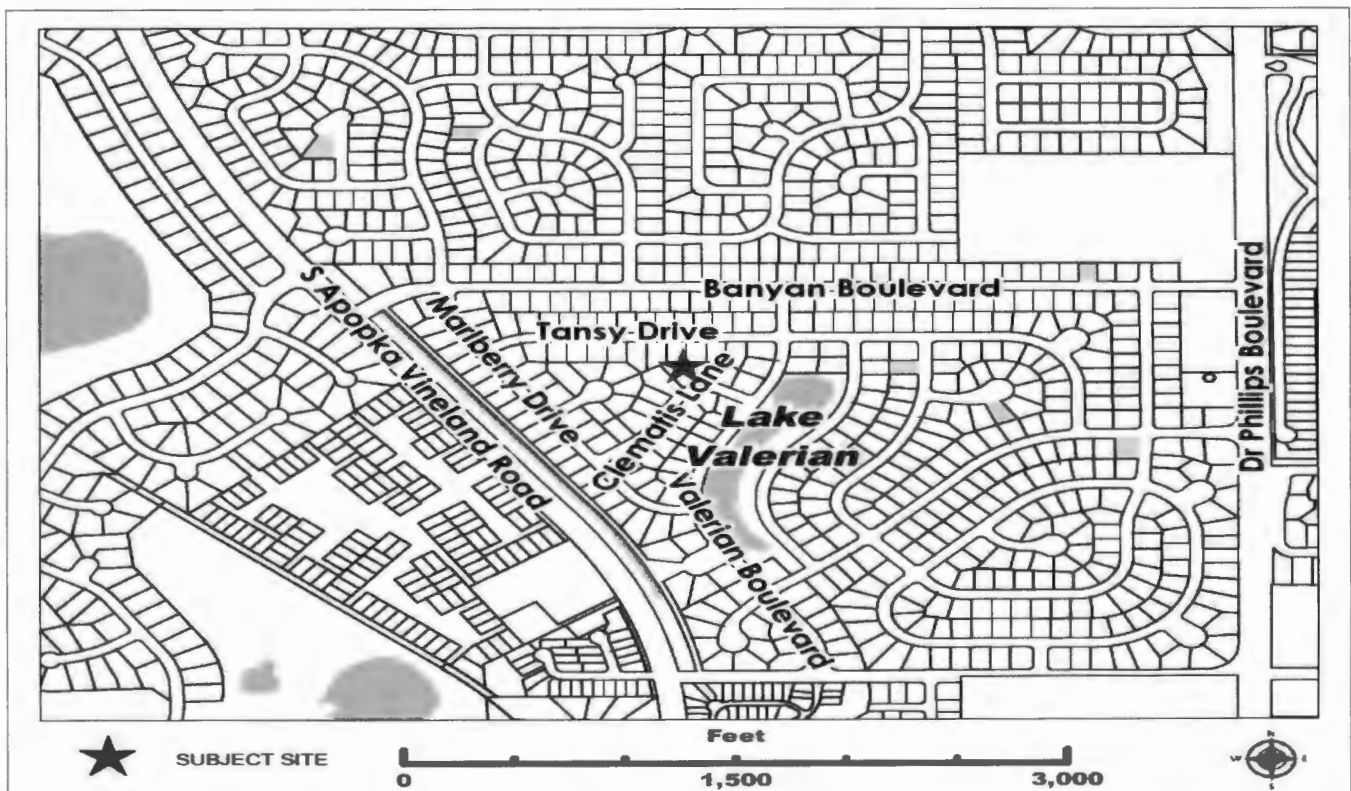 Banyan Boulevard
S Apopka Vineland Road
Marlberry Drive
Tansy Drive
Clematis Lane
Lake
Valerian
Valerian Boulevard
Dr Phillips Boulevard
SUBJECT SITE
Feet
0
1,500
3,000